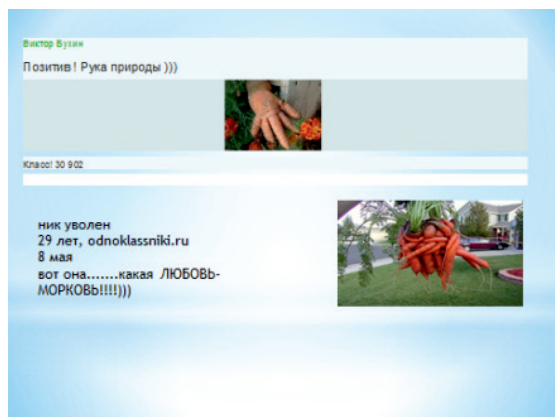 Виктор Бузин
Позитив! Рука природы )))
Класс! 30 902
ник уволен
29 лет, odnoklassniki.ru
8 мая
вот она.......какая ЛЮБОВЬ-
МОРКОВЬ!!!!)))